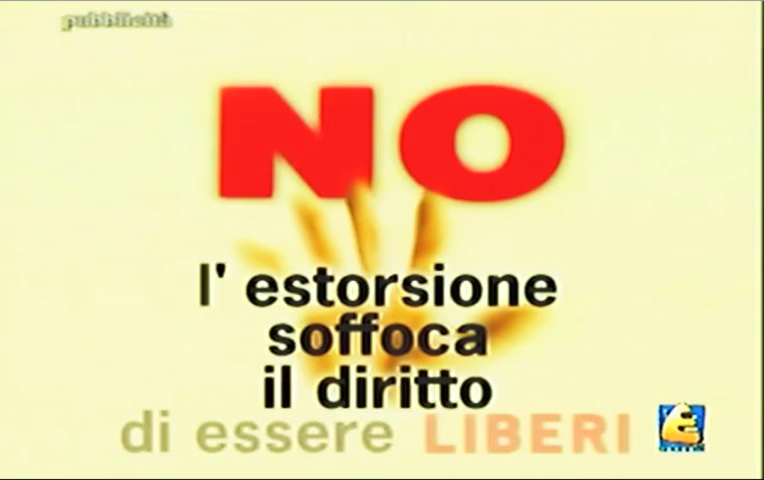 pubblicità
NO
l' estorsione
soffoca
il diritto
di essere LIBERI